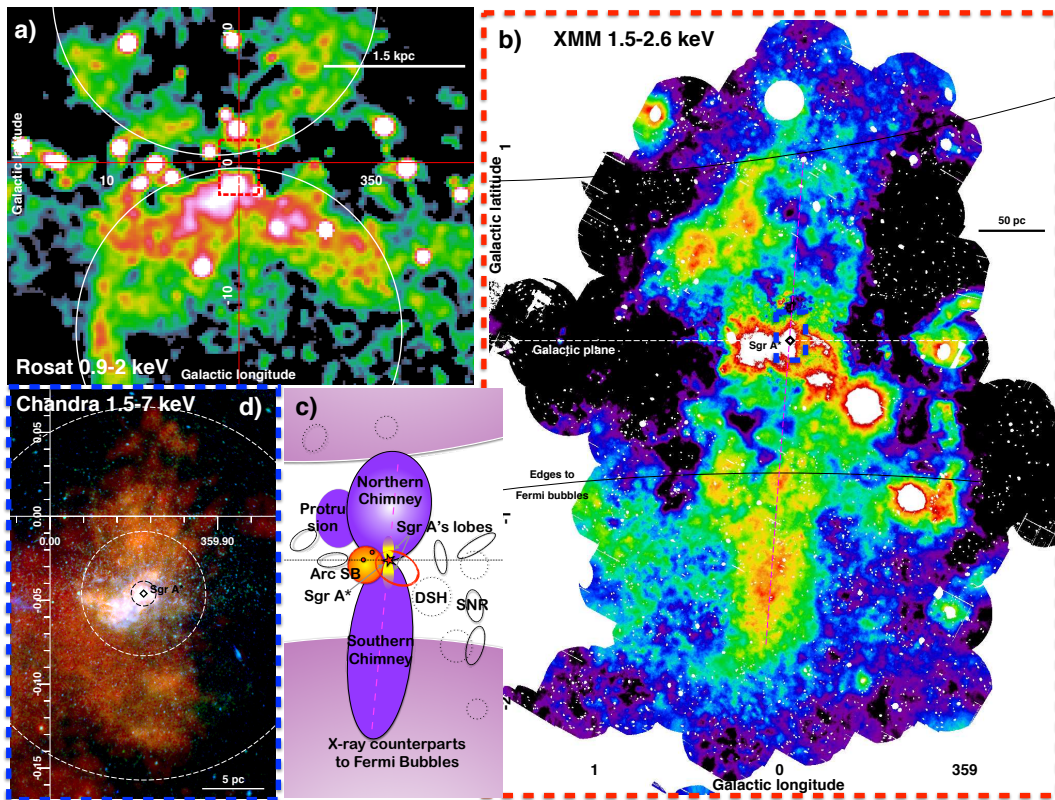 a)
10
1.5 kpc
Galactic latitude
0
10
350
-10
Rosat 0.9-2 keV
Galactic longitude
b)
XMM 1.5-2.6 keV
Galactic latitude
1
50 pc
Sgr A
Galactic plane
Edges to
Fermi bubbles
-1
-2
1
0
359
Galactic longitude
Chandra 1.5-7 keV
d)
0.05
0.00
0.00
359.90
Sgr A*
-0.05
-0.10
-0.15
5 pc
c)
Northern
Chimney
Protru
sion
Sgr A's lobes
Arc SB
Sgr A*
DSH
SNR
Southern
Chimney
X-ray counterparts
to Fermi Bubbles